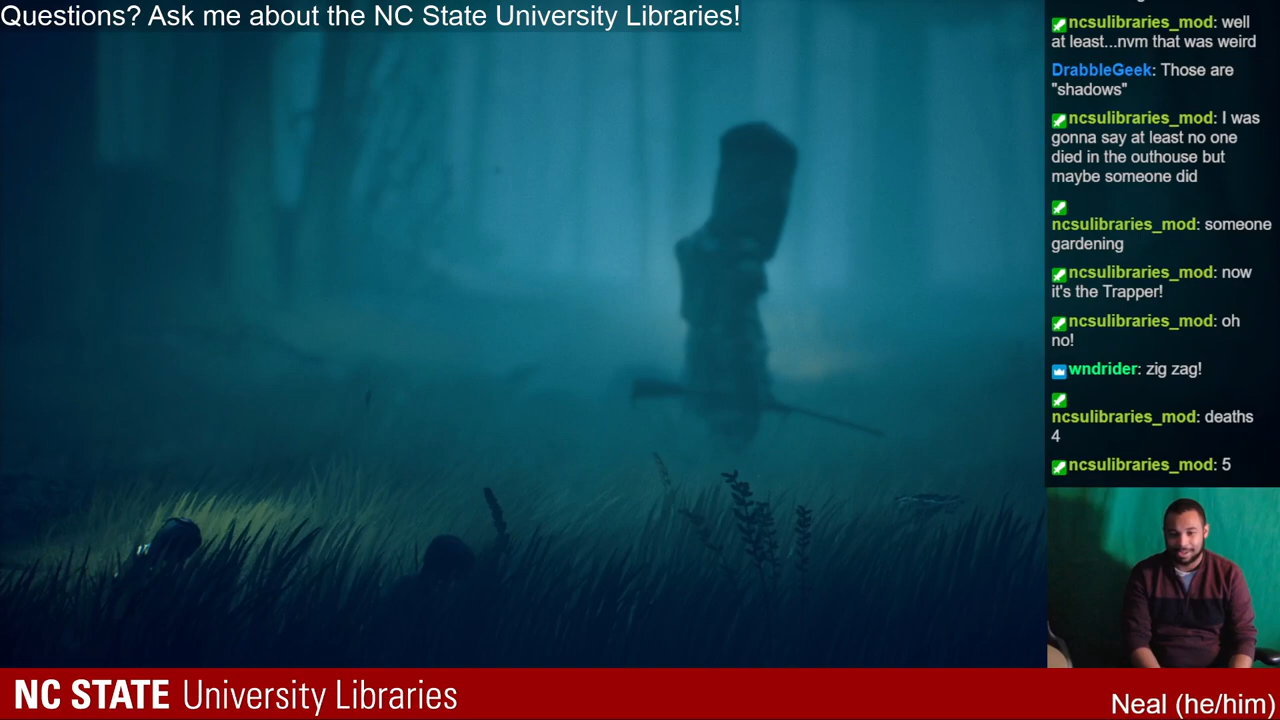 Questions? Ask me about the NC State University Libraries!
ncsulibraries_mod: well
at least...nvm that was weird
DrabbleGeek: Those are
"shadows"
ncsulibraries_mod: I was
gonna say at least no one
died in the outhouse but
maybe someone did
ncsulibraries_mod: someone
gardening
ncsulibraries_mod: now
it's the Trapper!
ncsulibraries_mod: oh
no!
wndrider: zig zag!
ncsulibraries_mod: deaths
4
ncsulibraries_mod: 5
NC STATE University Libraries
Neal (he/him)